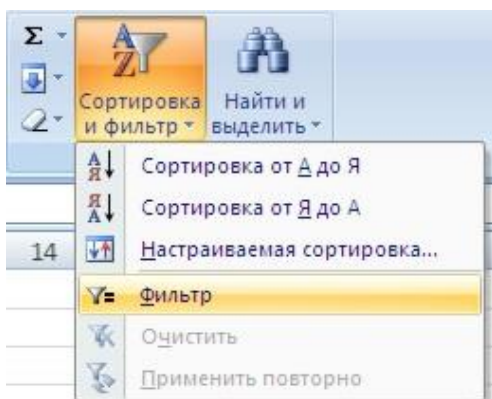 Σ
Сортировка
и фильтр
Найти и
выделить
Сортировка от А до Я
Сортировка от Я до А
14
Настраиваемая сортировка...
Фильтр
Очистить
Применить повторно